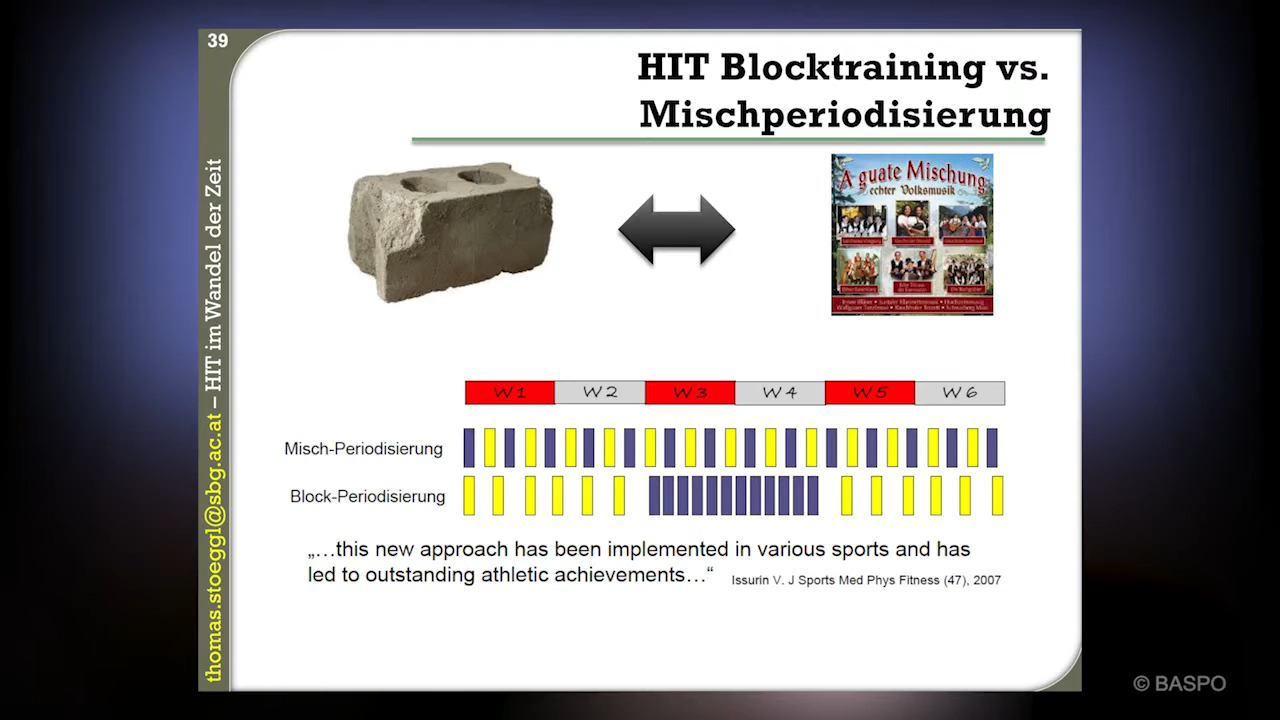 39
HIT Blocktraining vs.
Mischperiodisierung
thomas.stoeggl@sbg.ac.at – HIT im Wandel der Zeit
A guate Mischung
echter Volksmusik
W1 W2 W3 W4 W5 W6
Misch-Periodisierung
Block-Periodisierung
„…this new approach has been implemented in various sports and has
led to outstanding athletic achievements…“ Issurin V. J Sports Med Phys Fitness (47), 2007
© BASPO